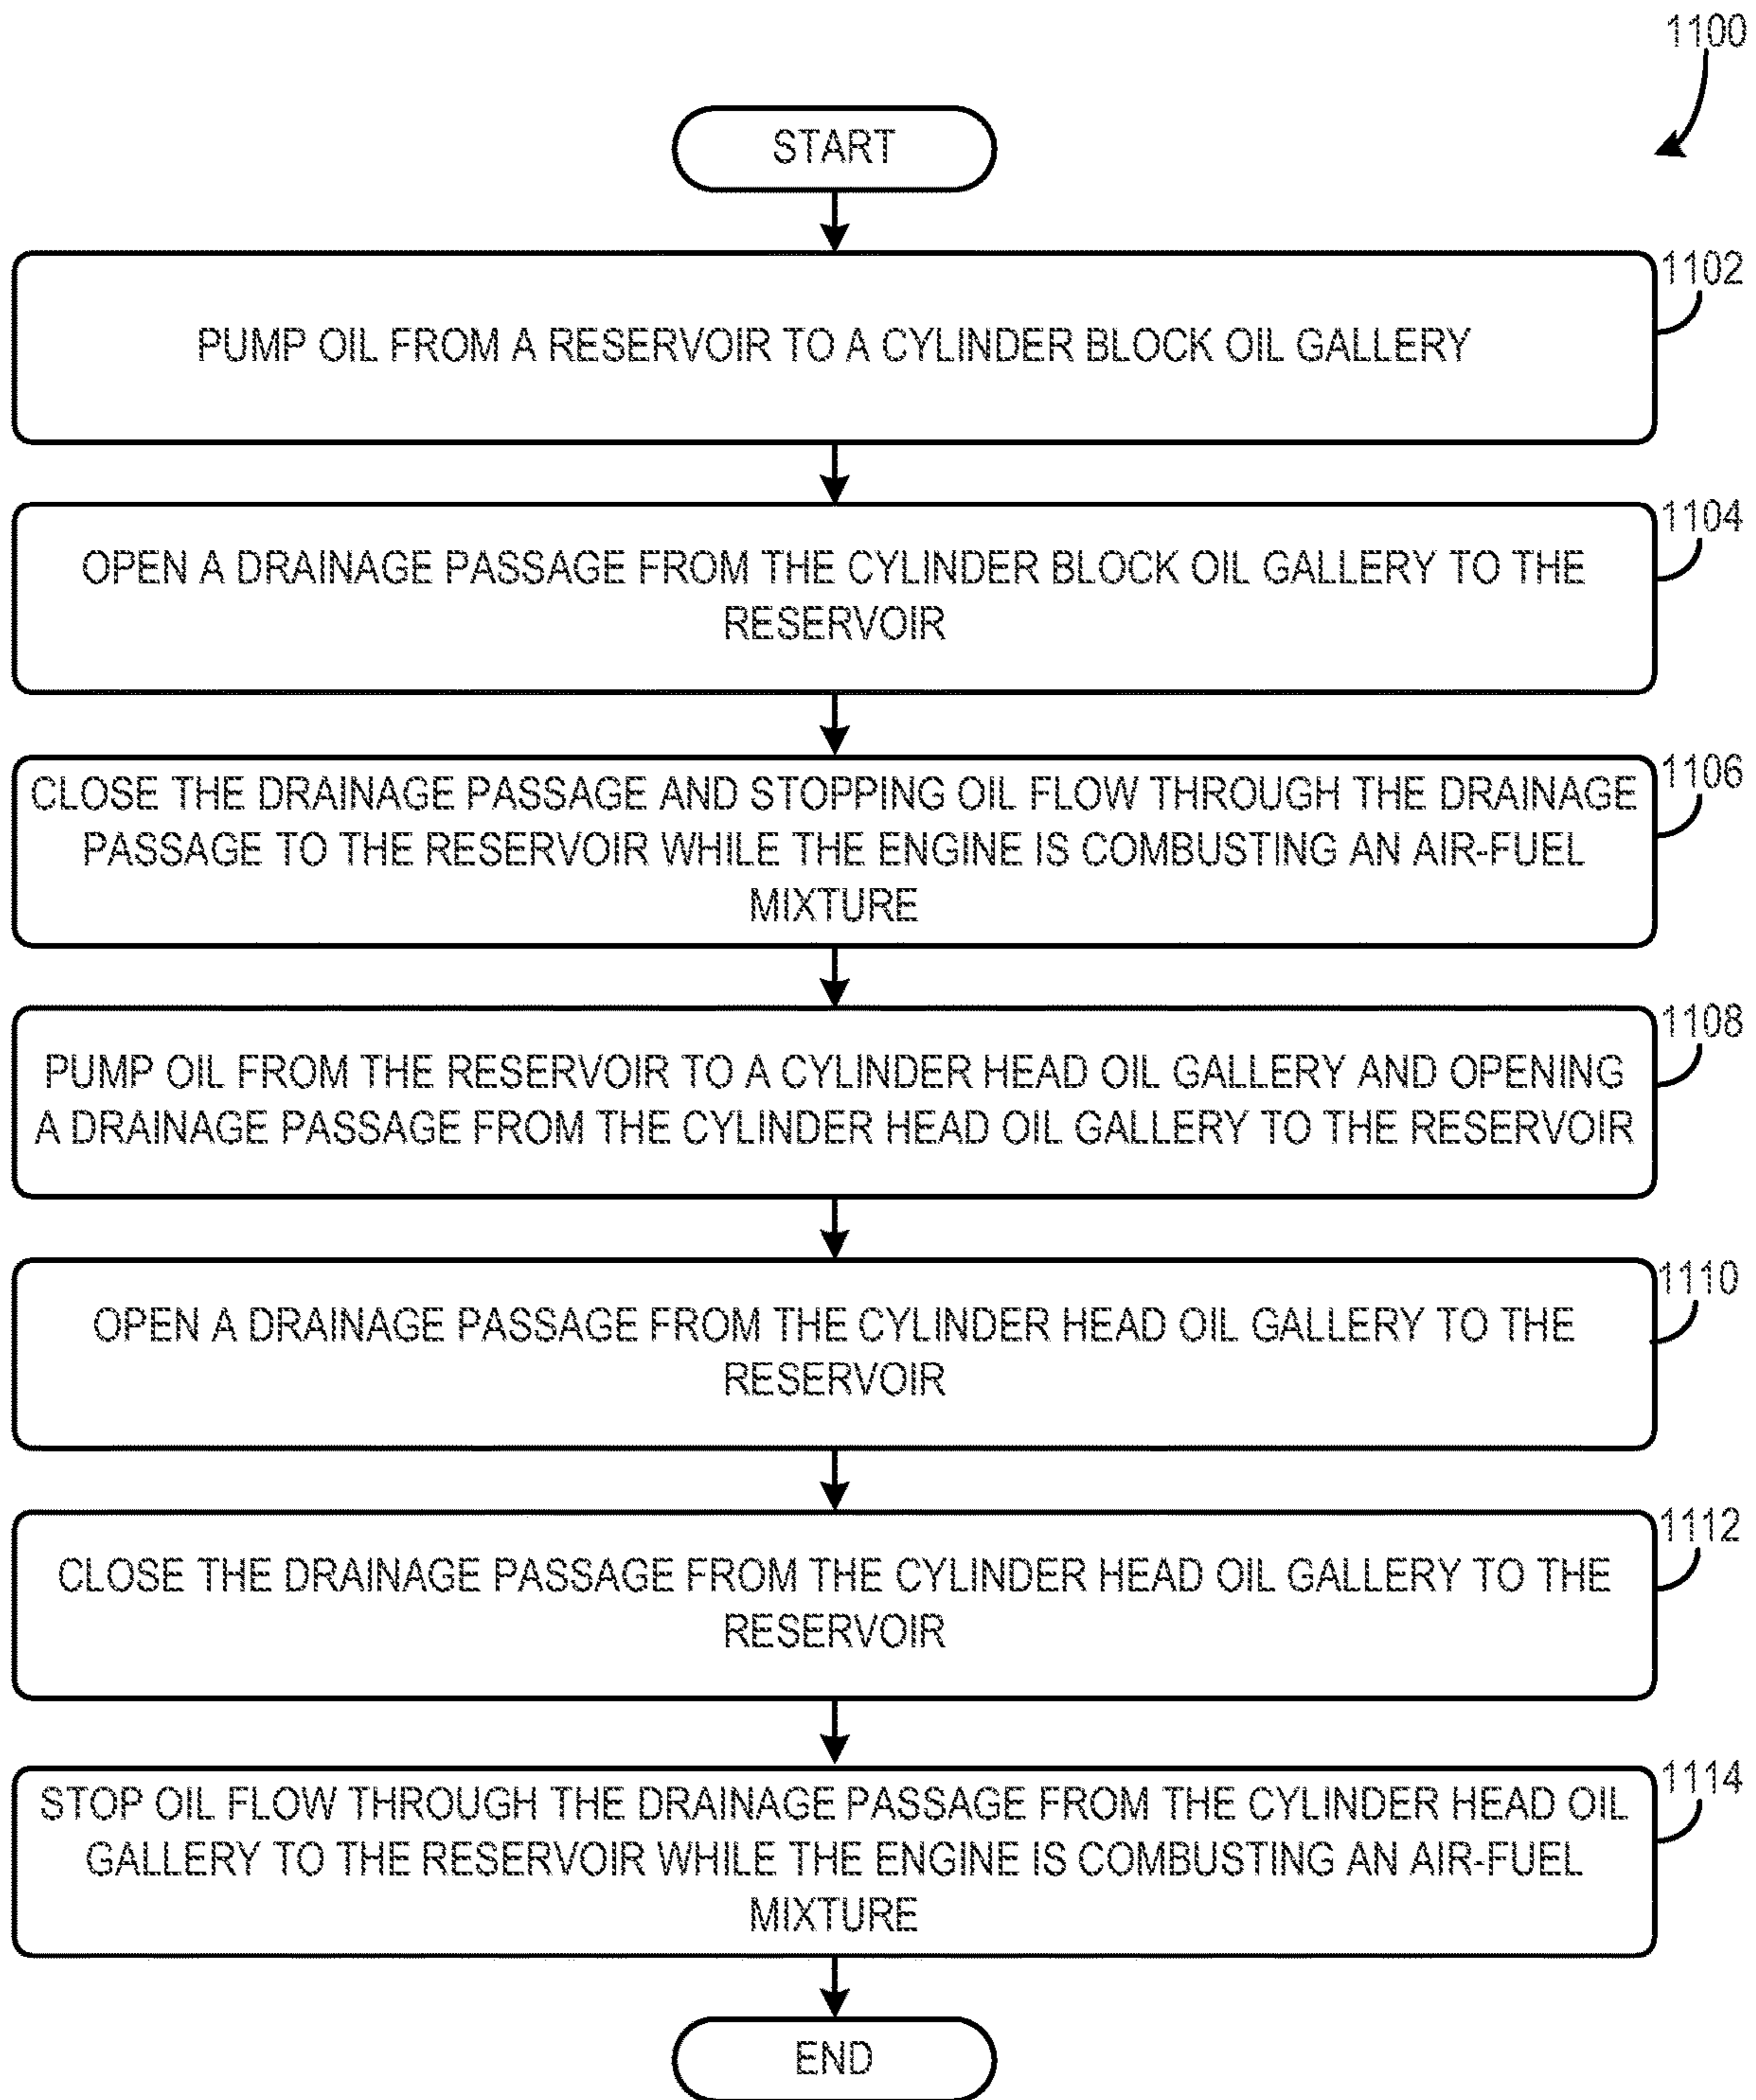 1100
START
1102
PUMP OIL FROM A RESERVOIR TO A CYLINDER BLOCK OIL GALLERY
1104
OPEN A DRAINAGE PASSAGE FROM THE CYLINDER BLOCK OIL GALLERY TO THE
RESERVOIR
1106
CLOSE THE DRAINAGE PASSAGE AND STOPPING OIL FLOW THROUGH THE DRAINAGE
PASSAGE TO THE RESERVOIR WHILE THE ENGINE IS COMBUSTING AN AIR-FUEL
MIXTURE
1108
PUMP OIL FROM THE RESERVOIR TO A CYLINDER HEAD OIL GALLERY AND OPENING
A DRAINAGE PASSAGE FROM THE CYLINDER HEAD OIL GALLERY TO THE RESERVOIR
1110
OPEN A DRAINAGE PASSAGE FROM THE CYLINDER HEAD OIL GALLERY TO THE
RESERVOIR
1112
CLOSE THE DRAINAGE PASSAGE FROM THE CYLINDER HEAD OIL GALLERY TO THE
RESERVOIR
1114
STOP OIL FLOW THROUGH THE DRAINAGE PASSAGE FROM THE CYLINDER HEAD OIL
GALLERY TO THE RESERVOIR WHILE THE ENGINE IS COMBUSTING AN AIR-FUEL
MIXTURE
END